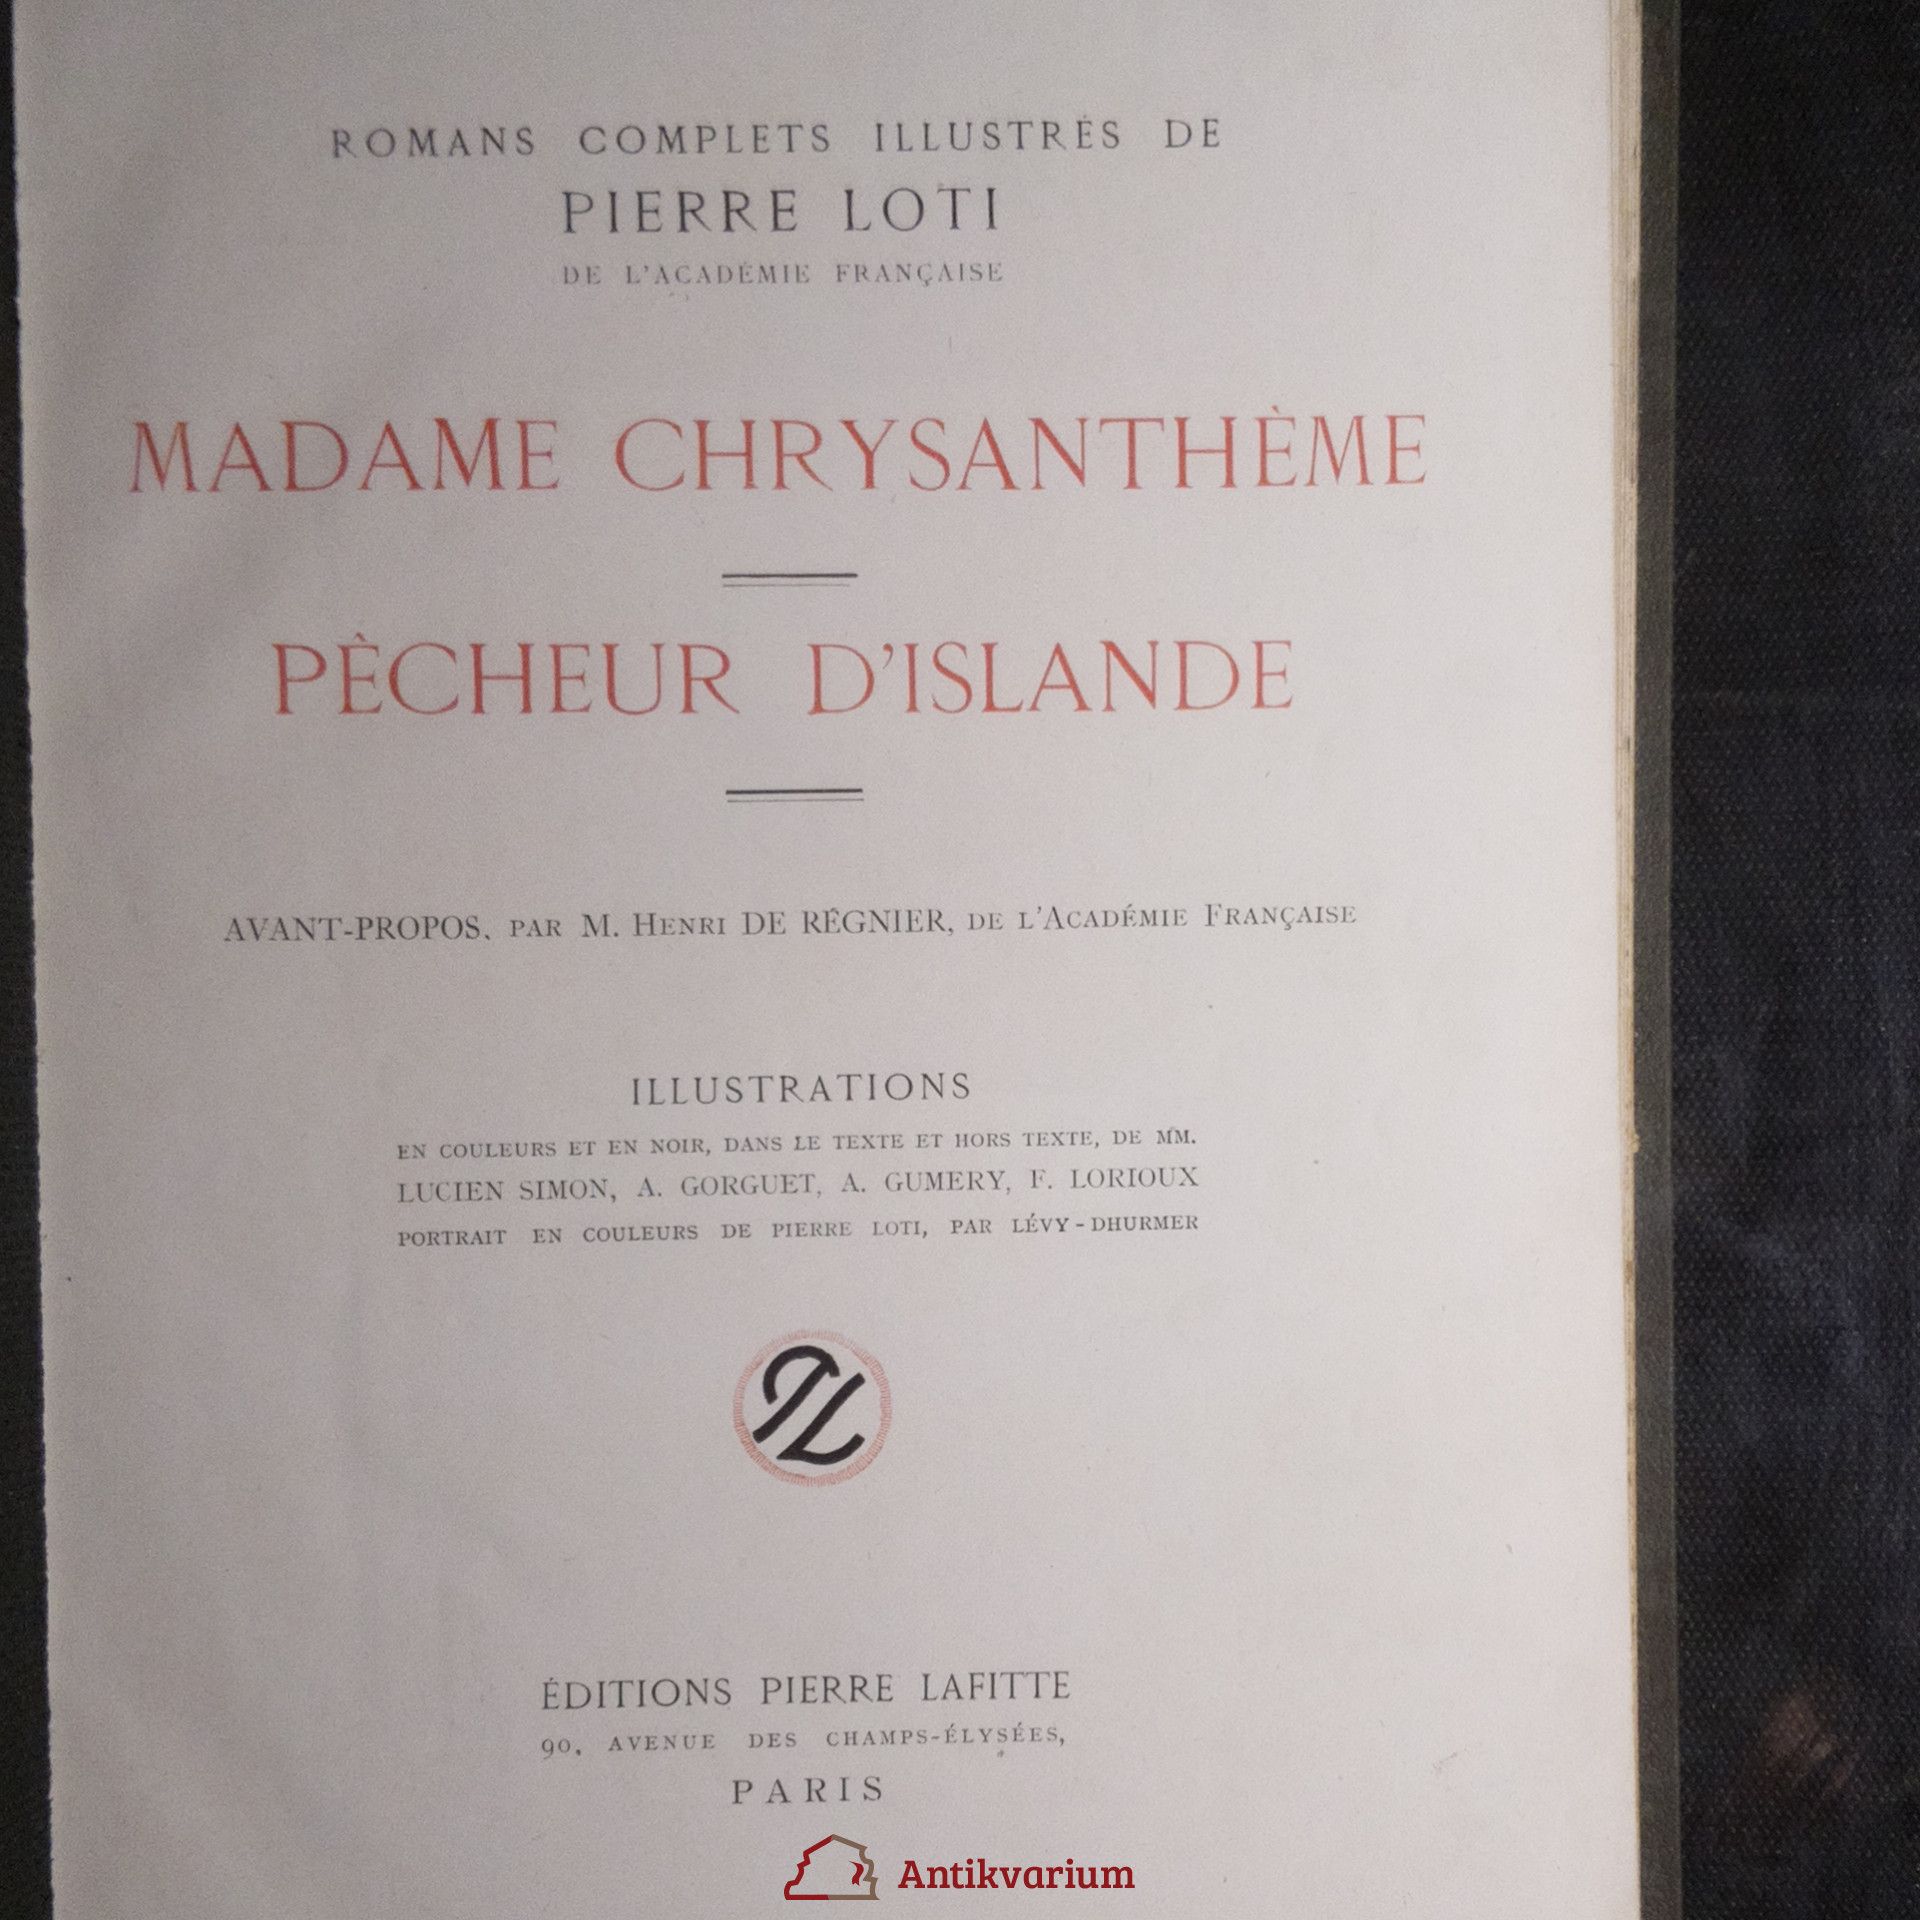 ROMANS COMPLETS ILLUSTRÉS DE
PIERRE LOTI
DE L'ACADÉMIE FRANÇAISE
MADAME CHRYSANTHÈME
PÊCHEUR D'ISLANDE
AVANT-PROPOS, PAR M. HENRI DE RÉGNIER, DE L'ACADÉMIE FRANÇAISE
ILLUSTRATIONS
EN COULEURS ET EN NOIR, DANS LE TEXTE ET HORS TEXTE, DE MM.
LUCIEN SIMON, A. GORGUET, A. GUMERY, F. LORIOUX
PORTRAIT EN COULEURS DE PIERRE LOTI, PAR LÉVY-DHURMER
PL
ÉDITIONS PIERRE LAFITTE
90, AVENUE DES CHAMPS-ÉLYSÉES,
PARIS
Antikvarium